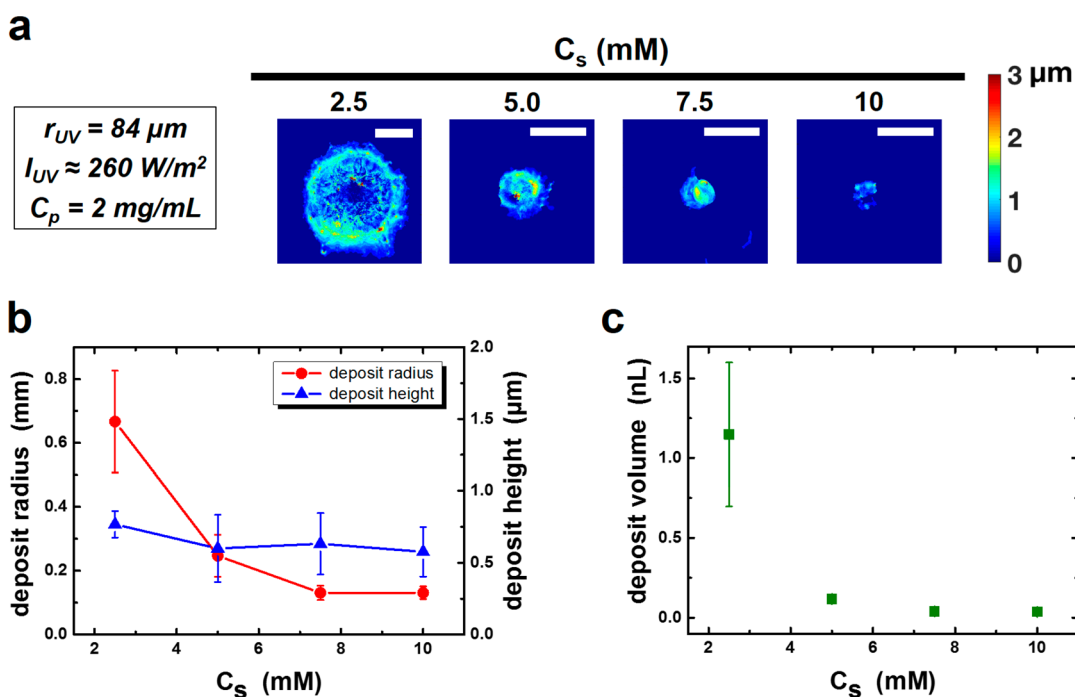 a
Cs (mM)
2.5 5.0 7.5 10
r_UV = 84 µm
I_UV ≈ 260 W/m²
C_p = 2 mg/mL
3 µm
2
1
0
b
deposit radius (mm)
0.8
0.6
0.4
0.2
0.0
deposit radius
deposit height
2.0
1.5
1.0
0.5
0.0
deposit height (µm)
2 4 6 8 10
Cs (mM)
c
deposit volume (nL)
1.5
1.0
0.5
0.0
2 4 6 8 10
Cs (mM)